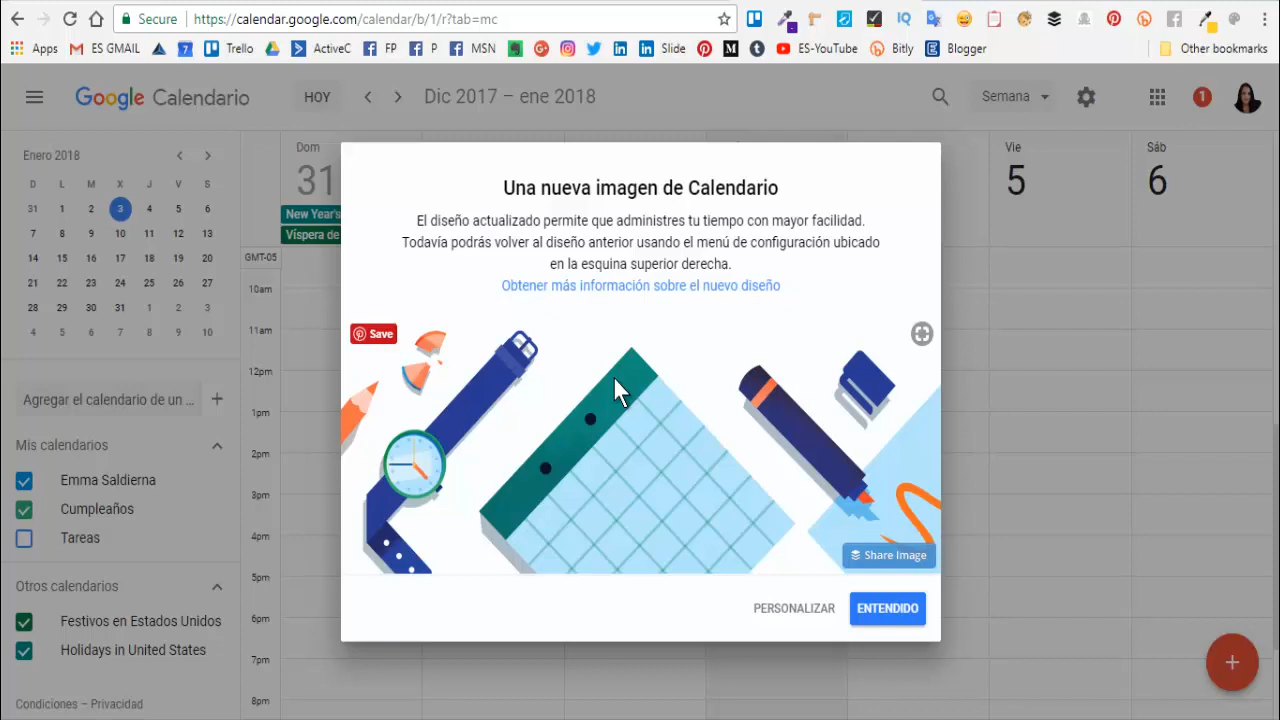 Secure https://calendar.google.com/calendar/b/1/r?tab=mc
Apps ES GMAIL Trello ActiveC FP P MSN Slide ES-YouTube Bitly Blogger Other bookmarks
Google Calendario HOY Dic 2017 – ene 2018 Semana 1
Enero 2018
D L M X J V S
31 1 2 3 4 5 6
7 8 9 10 11 12 13
14 15 16 17 18 19 20
21 22 23 24 25 26 27
28 29 30 31 1 2 3
4 5 6 7 8 9 10
Agregar el calendario de un ... +
Mis calendarios
Emma Saldierna
Cumpleaños
Tareas
Otros calendarios
Festivos en Estados Unidos
Holidays in United States
Condiciones – Privacidad
Dom
31
New Year's
Víspera de
Vie
5
Sáb
6
GMT-05
10am
11am
12pm
1pm
2pm
3pm
4pm
5pm
6pm
7pm
8pm
Una nueva imagen de Calendario
El diseño actualizado permite que administres tu tiempo con mayor facilidad.
Todavía podrás volver al diseño anterior usando el menú de configuración ubicado
en la esquina superior derecha.
Obtener más información sobre el nuevo diseño
Save
Share Image
PERSONALIZAR ENTENDIDO
+